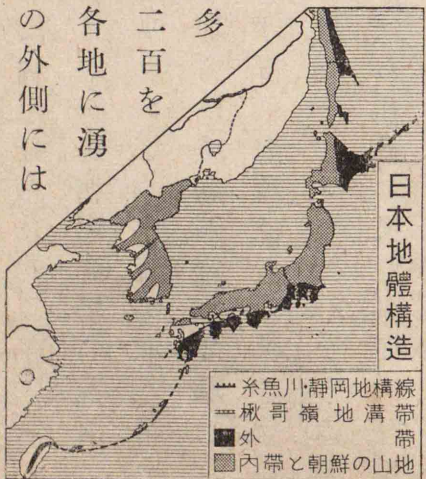 多
二百を
各地に湧
の外側には
日本地體構造
糸魚川·靜岡地構線
楸哥嶺地溝帶
外帶
內帶と朝鮮の山地